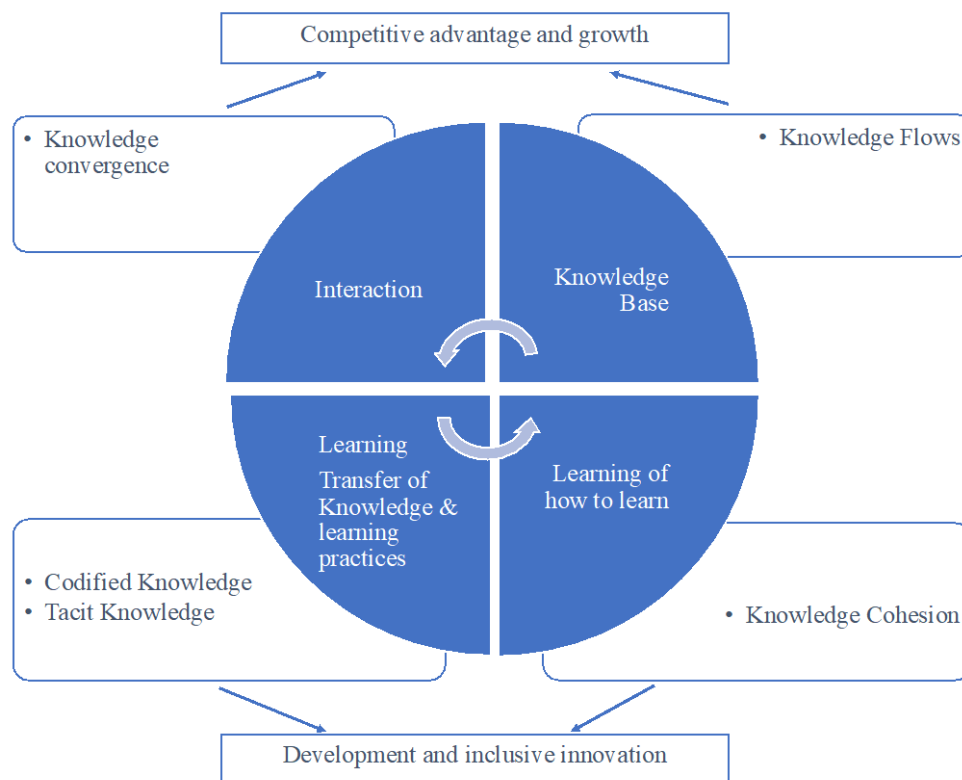 Competitive advantage and growth
• Knowledge
convergence
• Knowledge Flows
Interaction
Knowledge
Base
Learning
Transfer of
Knowledge &
learning
practices
Learning of
how to learn
• Codified Knowledge
• Tacit Knowledge
• Knowledge Cohesion
Development and inclusive innovation